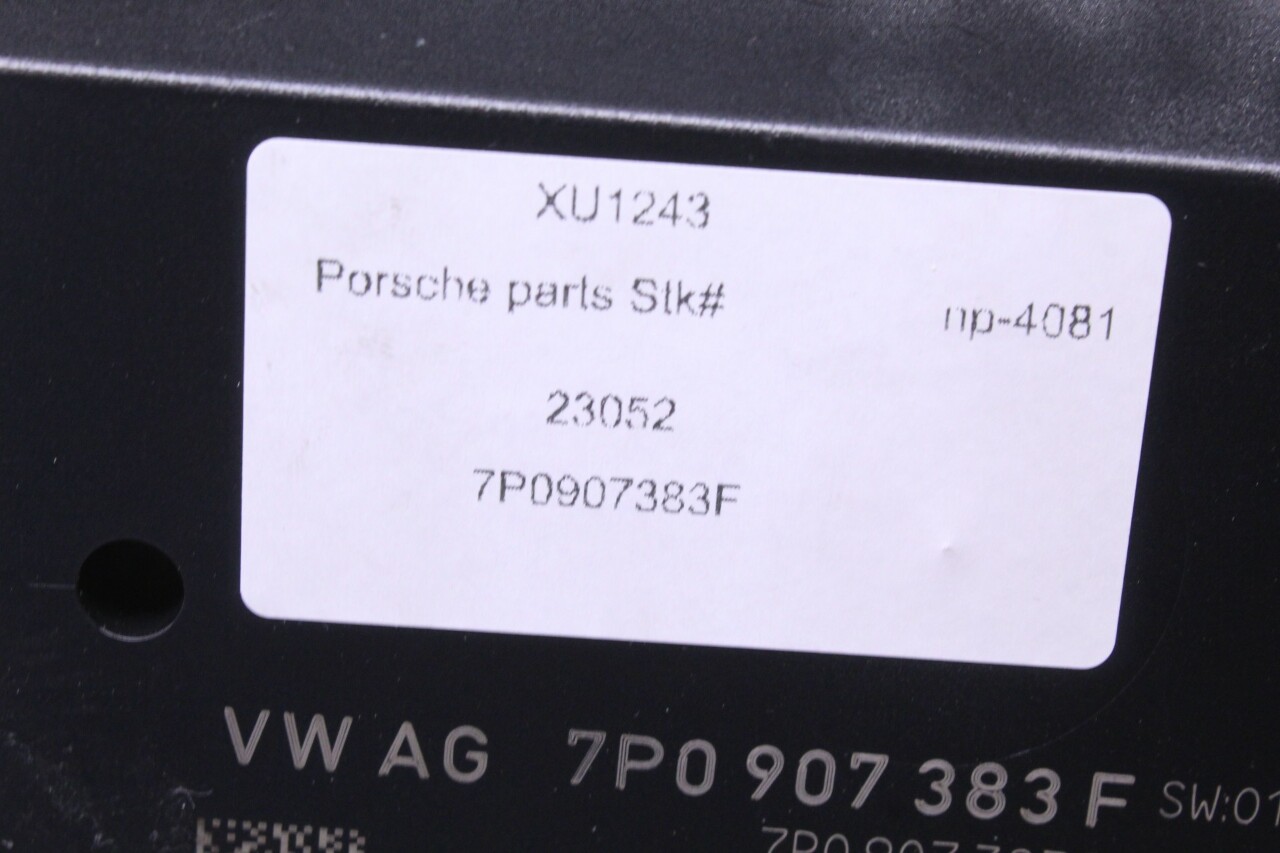 XU1243
Porsche parts Stk# np-4081
23052
7P0907383F
VW AG 7P0 907 383 F SW:01